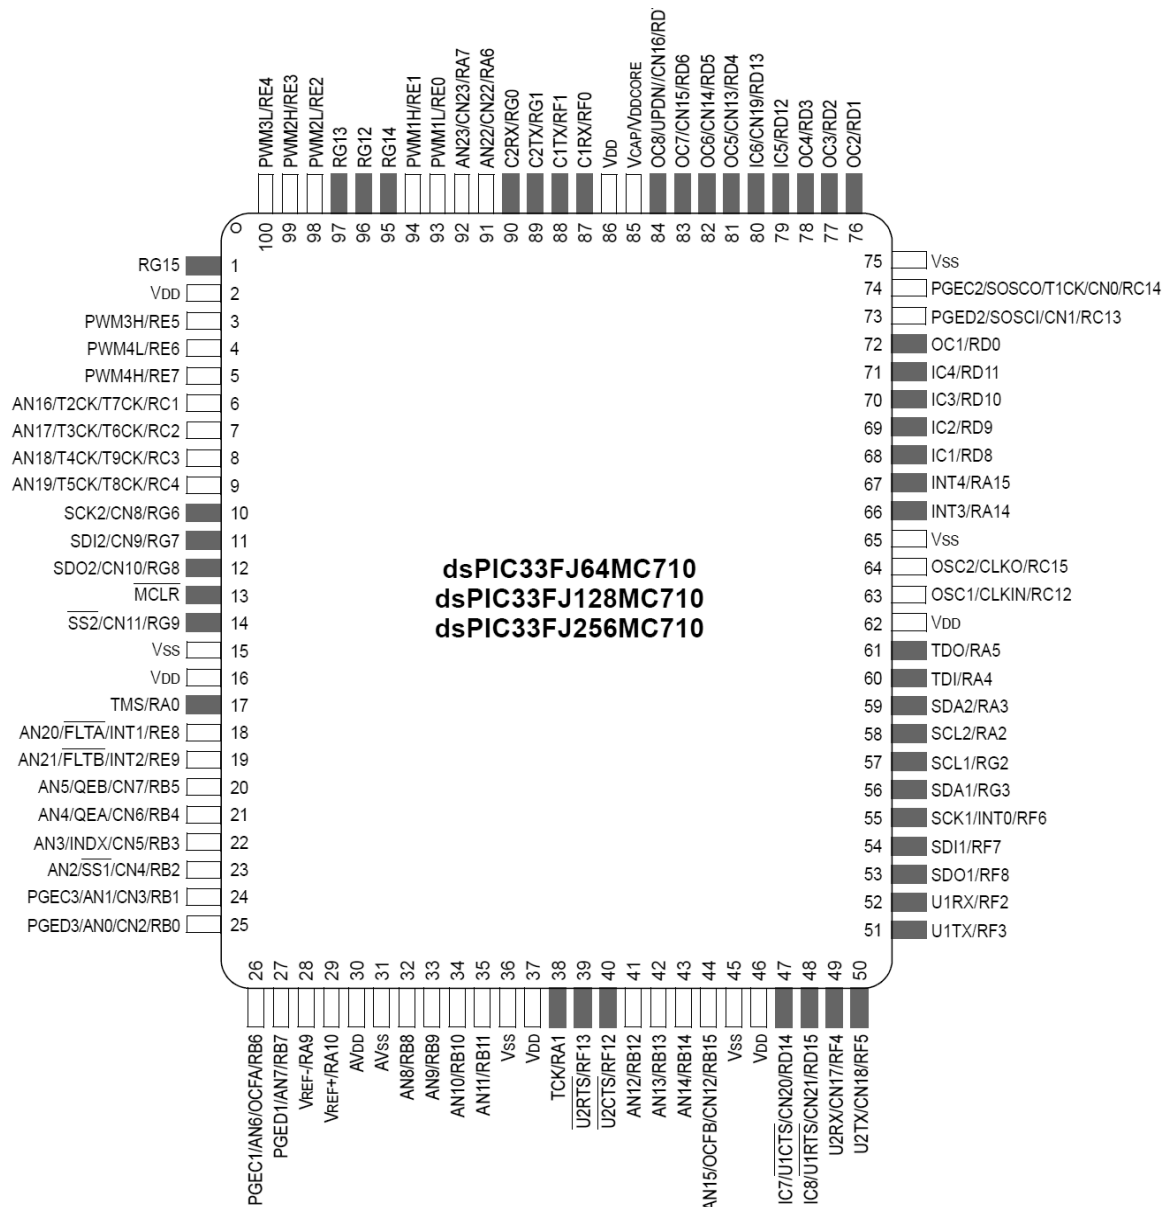 PWM3L/RE4
PWM2H/RE3
PWM2L/RE2
RG13
RG12
RG14
PWM1H/RE1
PWM1L/RE0
AN23/CN23/RA7
AN22/CN22/RA6
C2RX/RG0
C2TX/RG1
C1TX/RF1
C1RX/RF0
VDD
VCAP/VDDCORE
OC8/UPDN//CN16/RD
OC7/CN15/RD6
OC6/CN14/RD5
OC5/CN13/RD4
IC6/CN19/RD13
IC5/RD12
OC4/RD3
OC3/RD2
OC2/RD1
100 99 98 97 96 95 94 93 92 91 90 89 88 87 86 85 84 83 82 81 80 79 78 77 76
RG15 1
VDD 2
PWM3H/RE5 3
PWM4L/RE6 4
PWM4H/RE7 5
AN16/T2CK/T7CK/RC1 6
AN17/T3CK/T6CK/RC2 7
AN18/T4CK/T9CK/RC3 8
AN19/T5CK/T8CK/RC4 9
SCK2/CN8/RG6 10
SDI2/CN9/RG7 11
SDO2/CN10/RG8 12
MCLR 13
SS2/CN11/RG9 14
VSS 15
VDD 16
TMS/RA0 17
AN20/FLTA/INT1/RE8 18
AN21/FLTB/INT2/RE9 19
AN5/QEB/CN7/RB5 20
AN4/QEA/CN6/RB4 21
AN3/INDX/CN5/RB3 22
AN2/SS1/CN4/RB2 23
PGEC3/AN1/CN3/RB1 24
PGED3/AN0/CN2/RB0 25
dsPIC33FJ64MC710
dsPIC33FJ128MC710
dsPIC33FJ256MC710
75 VSS
74 PGEC2/SOSCO/T1CK/CN0/RC14
73 PGED2/SOSCI/CN1/RC13
72 OC1/RD0
71 IC4/RD11
70 IC3/RD10
69 IC2/RD9
68 IC1/RD8
67 INT4/RA15
66 INT3/RA14
65 VSS
64 OSC2/CLKO/RC15
63 OSC1/CLKIN/RC12
62 VDD
61 TDO/RA5
60 TDI/RA4
59 SDA2/RA3
58 SCL2/RA2
57 SCL1/RG2
56 SDA1/RG3
55 SCK1/INT0/RF6
54 SDI1/RF7
53 SDO1/RF8
52 U1RX/RF2
51 U1TX/RF3
26 27 28 29 30 31 32 33 34 35 36 37 38 39 40 41 42 43 44 45 46 47 48 49 50
PGEC1/AN6/OCFA/RB6
PGED1/AN7/RB7
VREF-/RA9
VREF+/RA10
AVDD
AVSS
AN8/RB8
AN9/RB9
AN10/RB10
AN11/RB11
VSS
VDD
TCK/RA1
U2RTS/RF13
U2CTS/RF12
AN12/RB12
AN13/RB13
AN14/RB14
AN15/OCFB/CN12/RB15
VSS
VDD
IC7/U1CTS/CN20/RD14
IC8/U1RTS/CN21/RD15
U2RX/CN17/RF4
U2TX/CN18/RF5